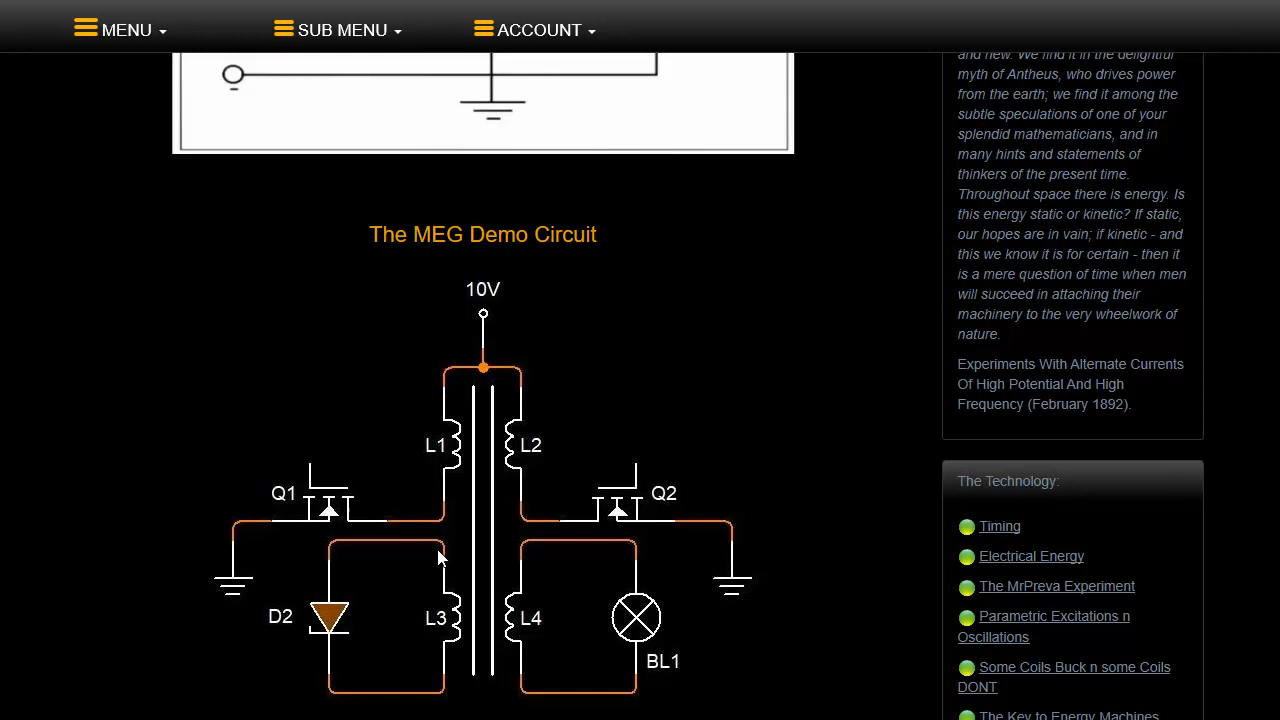 MENU
SUB MENU
ACCOUNT
The MEG Demo Circuit
10V
L1
L2
Q1
Q2
D2
L3
L4
BL1
and new. We find it in the delightful
myth of Antheus, who drives power
from the earth; we find it among the
subtle speculations of one of your
splendid mathematicians, and in
many hints and statements of
thinkers of the present time.
Throughout space there is energy. Is
this energy static or kinetic? If static,
our hopes are in vain; if kinetic - and
this we know it is for certain - then it
is a mere question of time when men
will succeed in attaching their
machinery to the very wheelwork of
nature.
Experiments With Alternate Currents
Of High Potential And High
Frequency (February 1892).
The Technology:
Timing
Electrical Energy
The MrPreva Experiment
Parametric Excitations n
Oscillations
Some Coils Buck n some Coils
DONT
The Key to Energy Machines